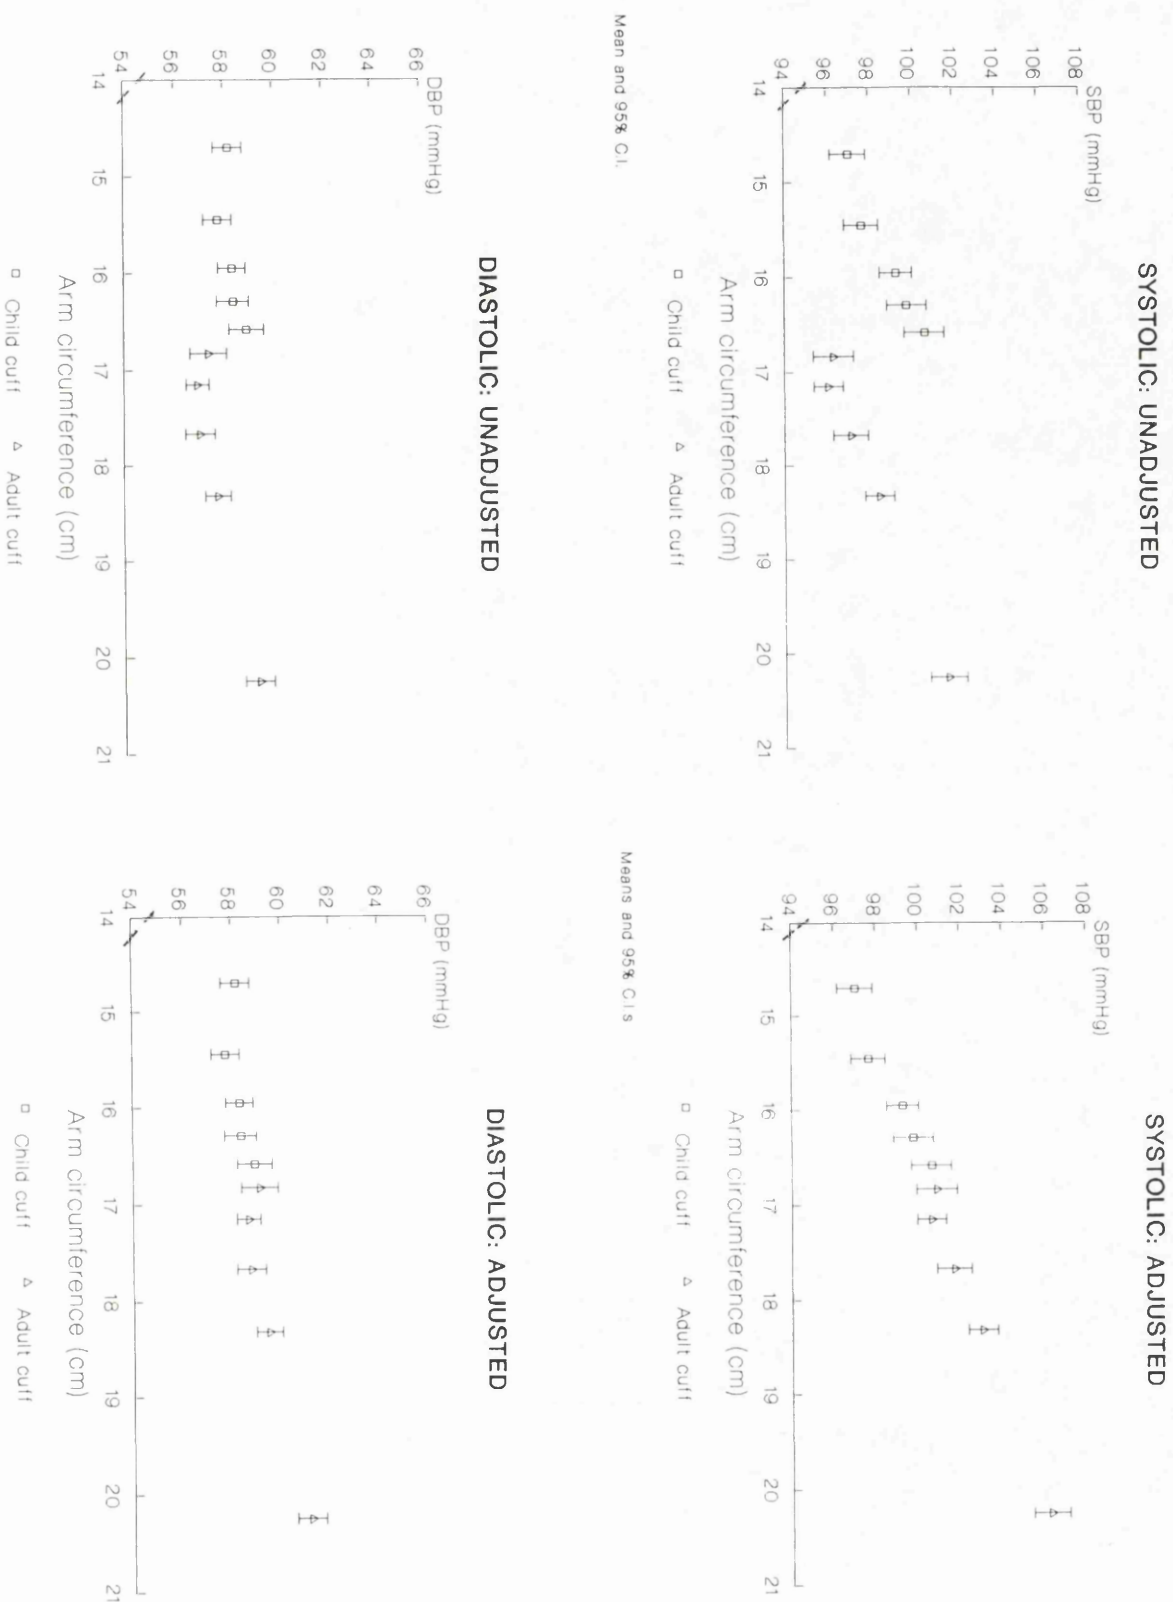 SYSTOLIC: UNADJUSTED
SBP (mmHg)
108
106
104
102
100
98
96
94
14 15 16 17 18 19 20 21
Arm circumference (cm)
□ Child cuff △ Adult cuff
Mean and 95% C.I.
SYSTOLIC: ADJUSTED
SBP (mmHg)
108
106
104
102
100
98
96
94
14 15 16 17 18 19 20 21
Arm circumference (cm)
□ Child cuff △ Adult cuff
Means and 95% C.I s
DIASTOLIC: UNADJUSTED
DBP (mmHg)
66
64
62
60
58
56
54
14 15 16 17 18 19 20 21
Arm circumference (cm)
□ Child cuff △ Adult cuff
DIASTOLIC: ADJUSTED
DBP (mmHg)
66
64
62
60
58
56
54
14 15 16 17 18 19 20 21
Arm circumference (cm)
□ Child cuff △ Adult cuff